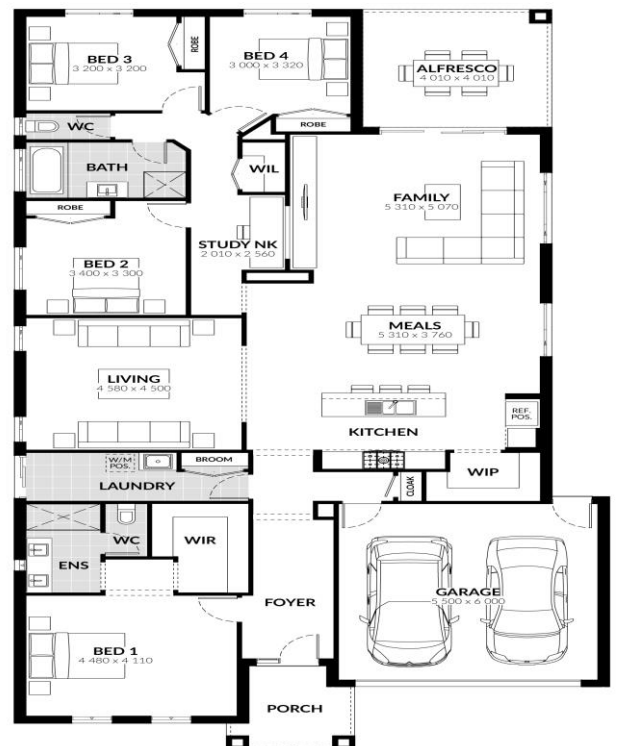 BED 3
3 200 x 3 200
ROBE
BED 4
3 000 x 3 320
ALFRESCO
4 010 x 4 010
WC
ROBE
BATH
WIL
FAMILY
5 310 x 5 070
ROBE
STUDY NK
2 010 x 2 560
BED 2
3 400 x 3 300
MEALS
5 310 x 3 760
LIVING
4 580 x 4 500
REF.
POS.
KITCHEN
W/M
POS.
BROOM
LAUNDRY
WIP
CLOAK
WC
WIR
ENS
GARAGE
5 500 x 6 000
FOYER
BED 1
4 480 x 4 110
PORCH